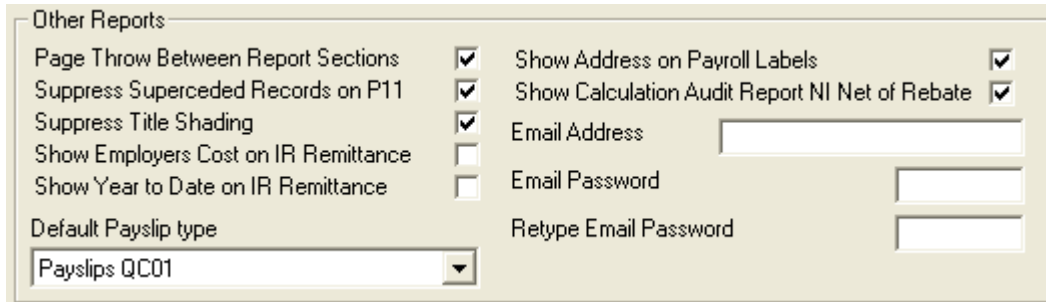 Other Reports
Page Throw Between Report Sections
Suppress Superceded Records on P11
Suppress Title Shading
Show Employers Cost on IR Remittance
Show Year to Date on IR Remittance
Default Payslip type
Payslips QC01
Show Address on Payroll Labels
Show Calculation Audit Report NI Net of Rebate
Email Address
Email Password
Retype Email Password